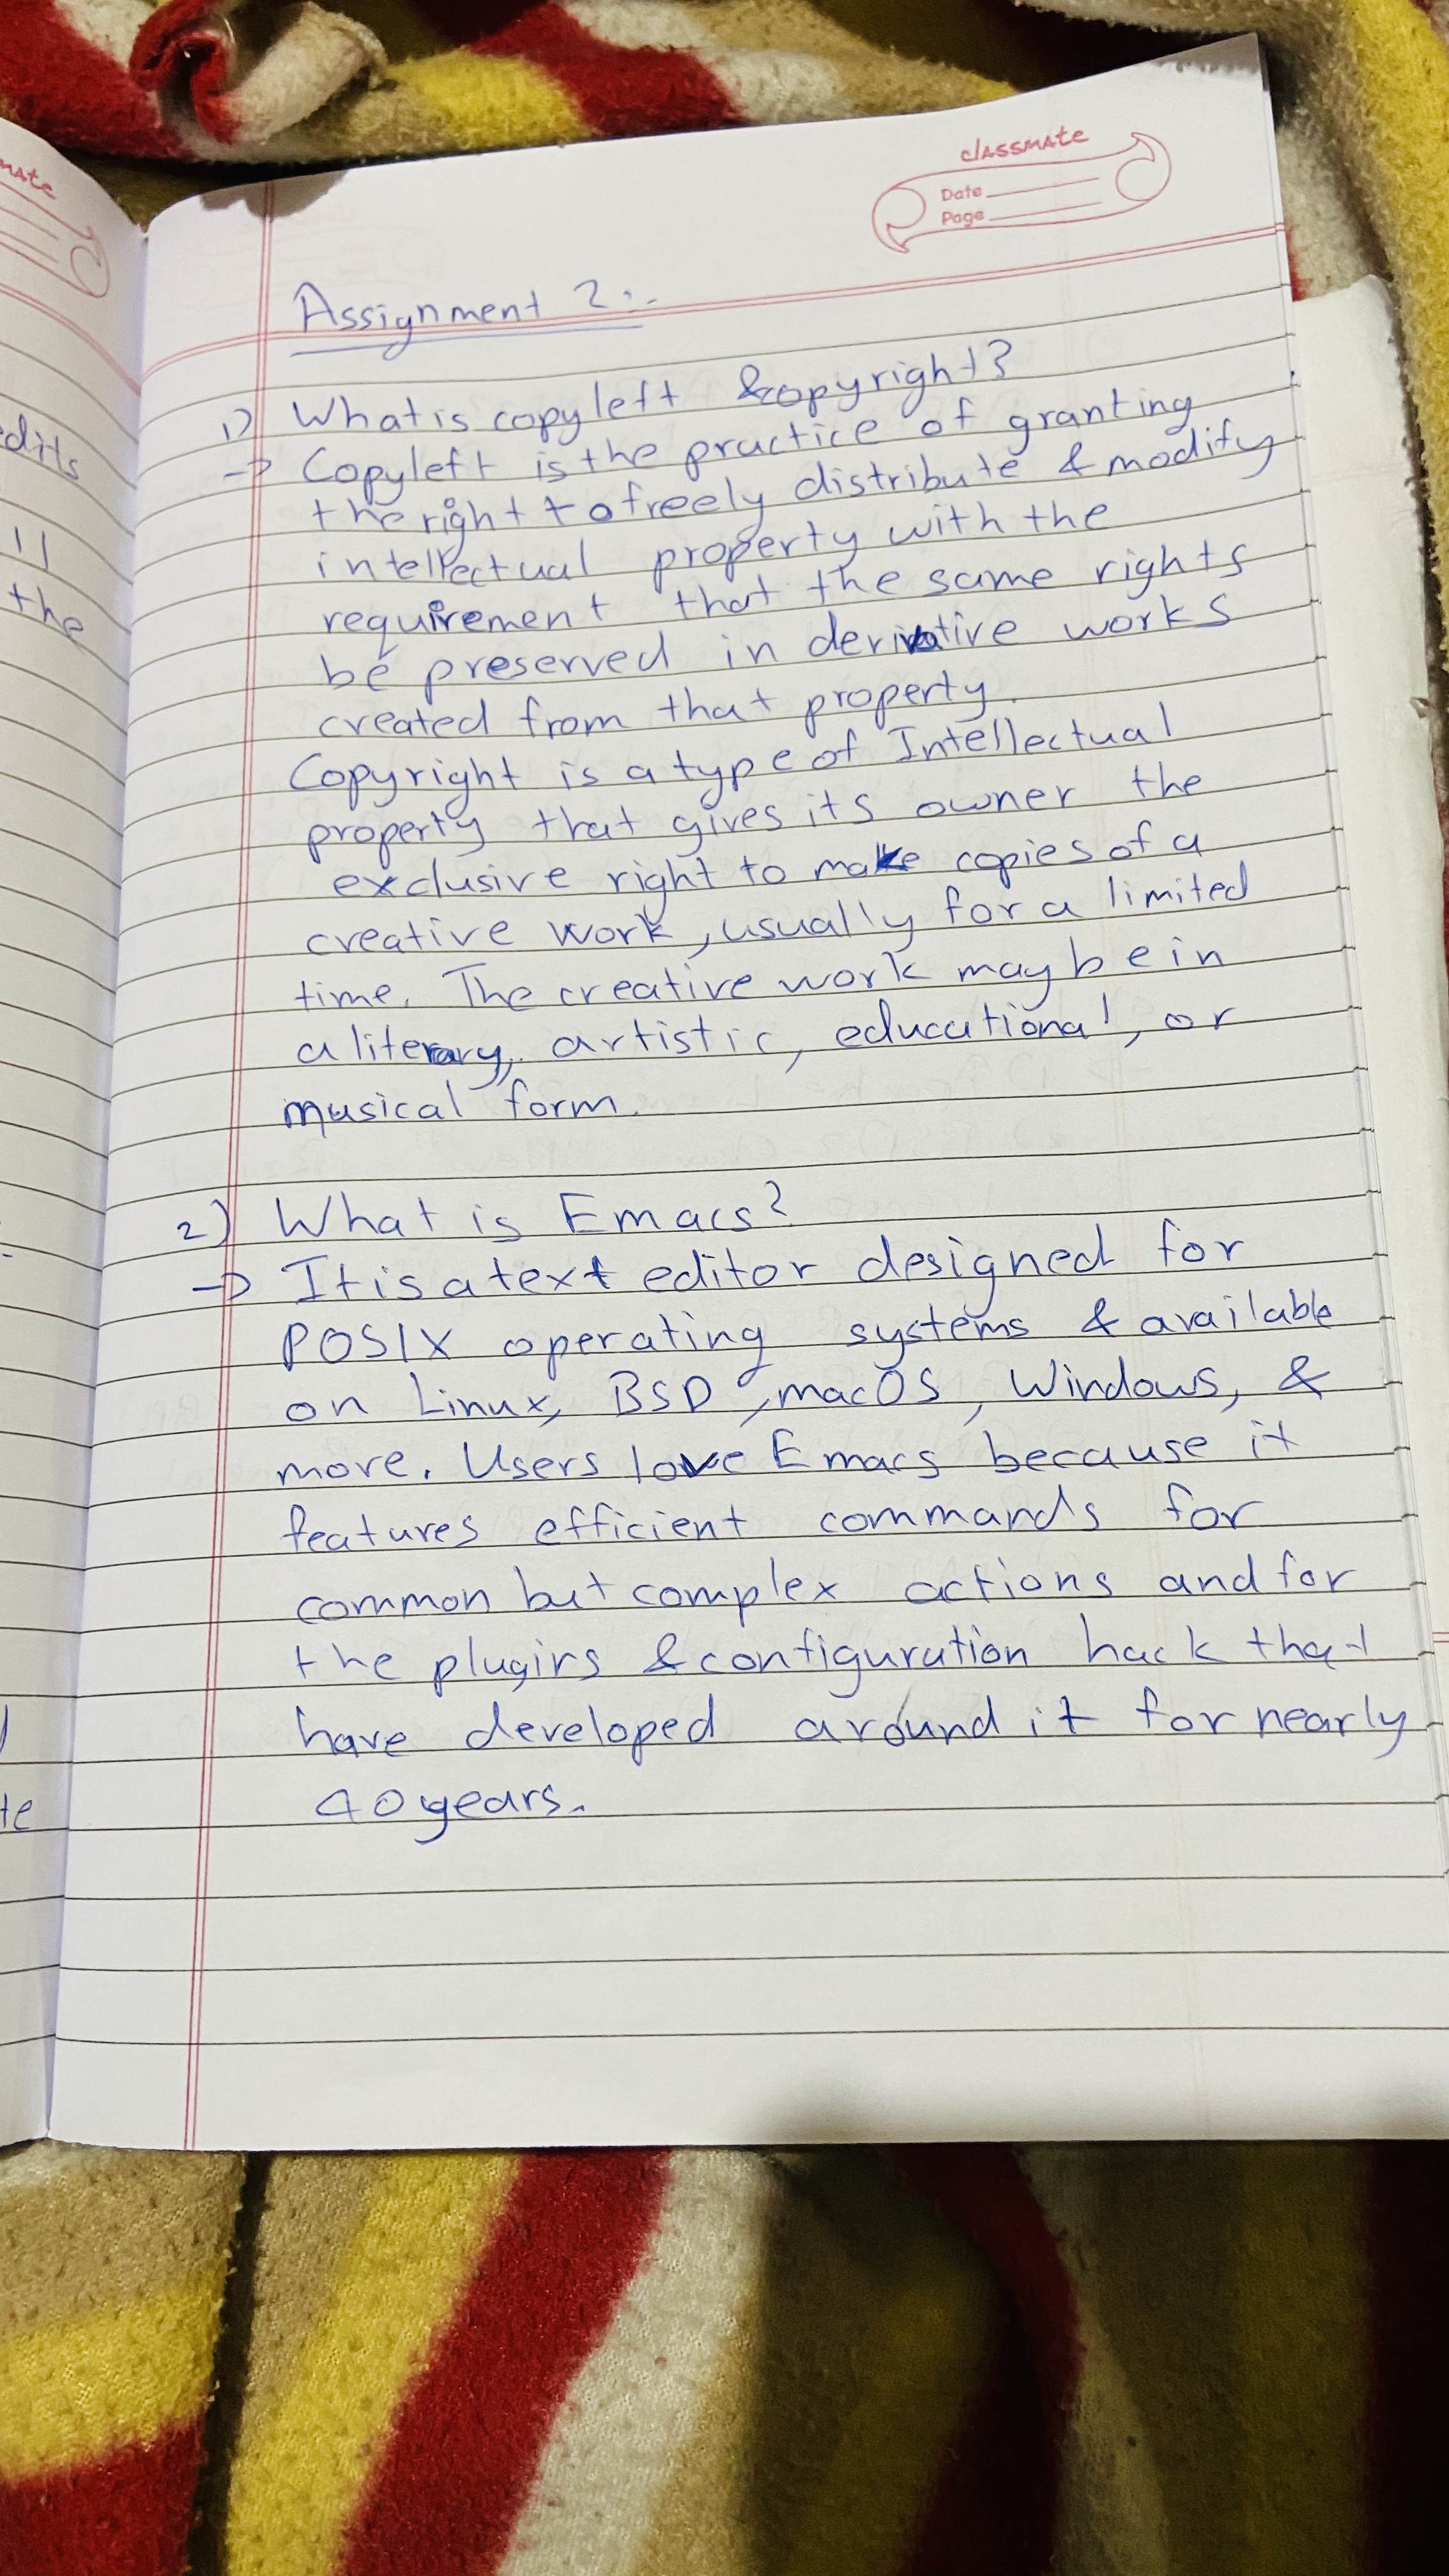 mate
edits
11
the
te
classmate
Date
Page
Assignment 2:-
1) What is copyleft & copyright?
→ Copyleft is the practice of granting
the right to freely distribute & modify
intellectual property with the
requirement that the same rights
be preserved in derivative works
created from that property.
Copyright is a type of Intellectual
property that gives its owner the
exclusive right to make copies of a
creative work, usually for a limited
time. The creative work may be in
a literary, artistic, educational, or
musical form.
2) What is Emacs?
→ It is a text editor designed for
POSIX operating systems & available
on Linux, BSD, macOS, Windows, &
more. Users love Emacs because it
features efficient commands for
common but complex actions and for
the plugins & configuration hack that
have developed around it for nearly
40 years.